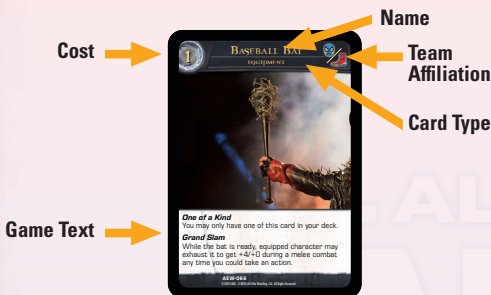 Name
Cost
Team
Affiliation
Card Type
Game Text
1
BASEBALL BAT
EQUIPMENT
One of a Kind
You may only have one of this card in your deck.
Grand Slam
While the bat is ready, equipped character may
exhaust it to get +4/+0 during a melee combat
any time you could take an action.
AEW-066